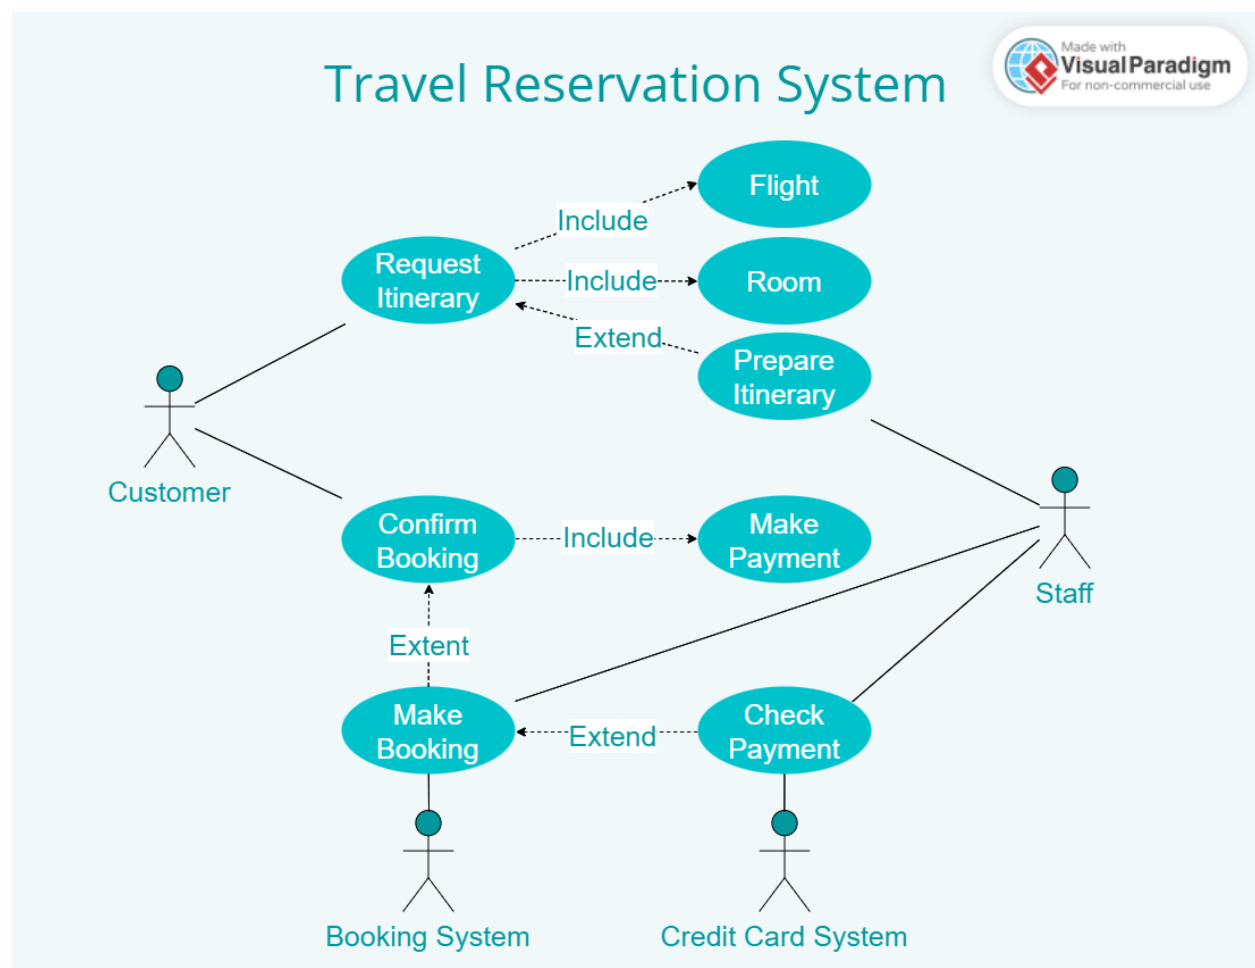 Made with
Visual Paradigm
For non-commercial use
Travel Reservation System
Flight
Include
Request
Itinerary
Include
Room
Extend
Prepare
Itinerary
Customer
Confirm
Booking
Include
Make
Payment
Staff
Extent
Make
Booking
Extend
Check
Payment
Booking System
Credit Card System